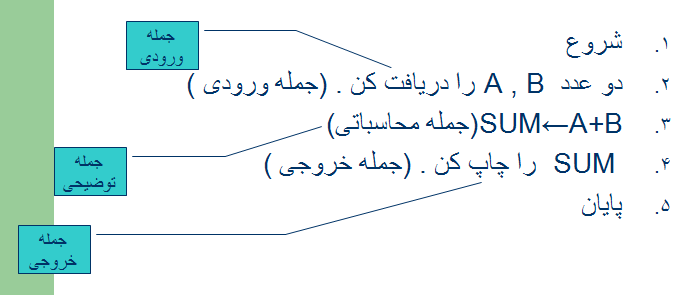 جمله
ورودی
۱. شروع
۲. دو عدد A , B را دریافت کن . (جمله ورودی )
۳. SUM←A+B(جمله محاسباتی)
جمله
توضیحی
۴. SUM را چاپ کن . (جمله خروجی )
۵. پایان
جمله
خروجی